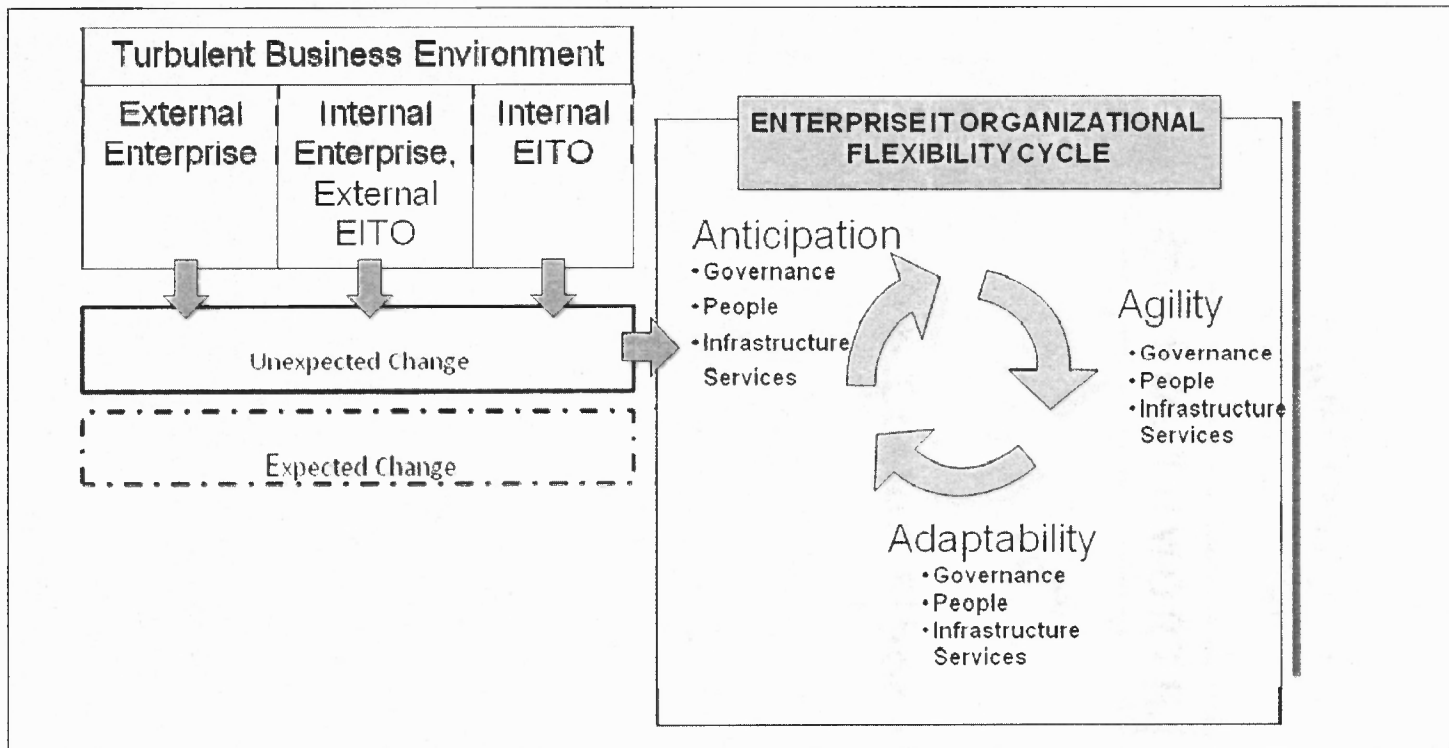 Turbulent Business Environment
External
Enterprise
Internal
Enterprise,
External
EITO
Internal
EITO
Unexpected Change
Expected Change
ENTERPRISE IT ORGANIZATIONAL
FLEXIBILITY CYCLE
Anticipation
•Governance
•People
•Infrastructure
Services
Agility
•Governance
•People
•Infrastructure
Services
Adaptability
•Governance
•People
•Infrastructure
Services